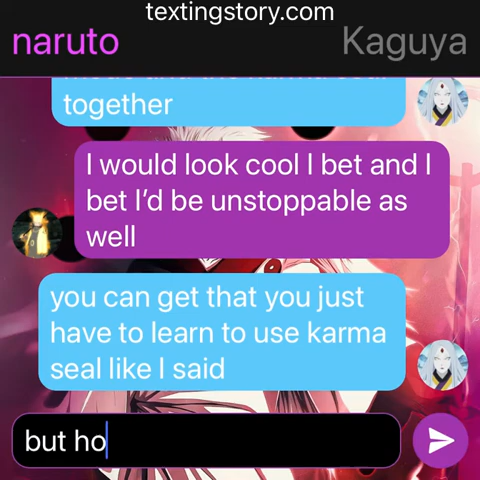 textingstory.com
naruto
Kaguya
together
I would look cool I bet and I
bet I'd be unstoppable as
well
you can get that you just
have to learn to use karma
seal like I said
but ho